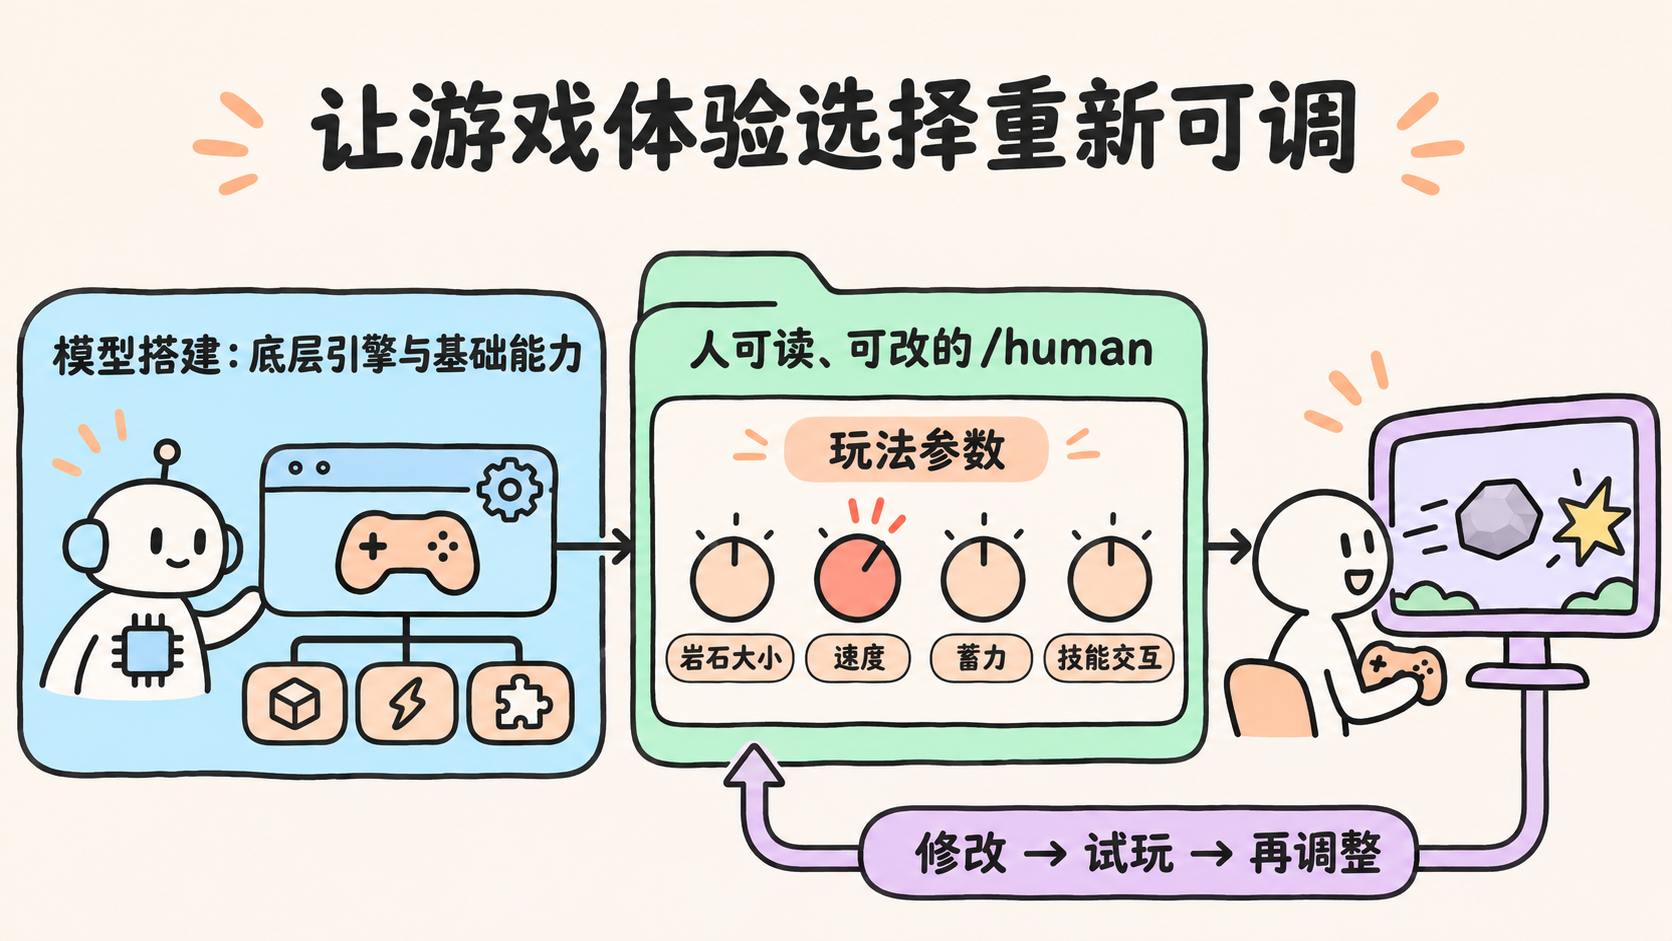 让游戏体验选择重新可调
模型搭建：底层引擎与基础能力
人可读、可改的 /human
玩法参数
岩石大小
速度
蓄力
技能交互
修改 → 试玩 → 再调整